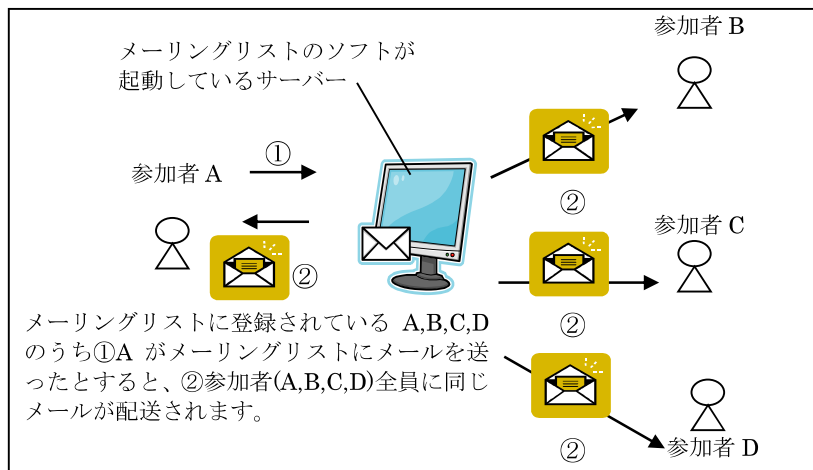 メーリングリストのソフトが
起動しているサーバー
参加者 B
①
参加者 A
②
②
参加者 C
②
メーリングリストに登録されている A,B,C,D
のうち①A がメーリングリストにメールを送
ったとすると、②参加者(A,B,C,D)全員に同じ
メールが配送されます。
②
参加者 D